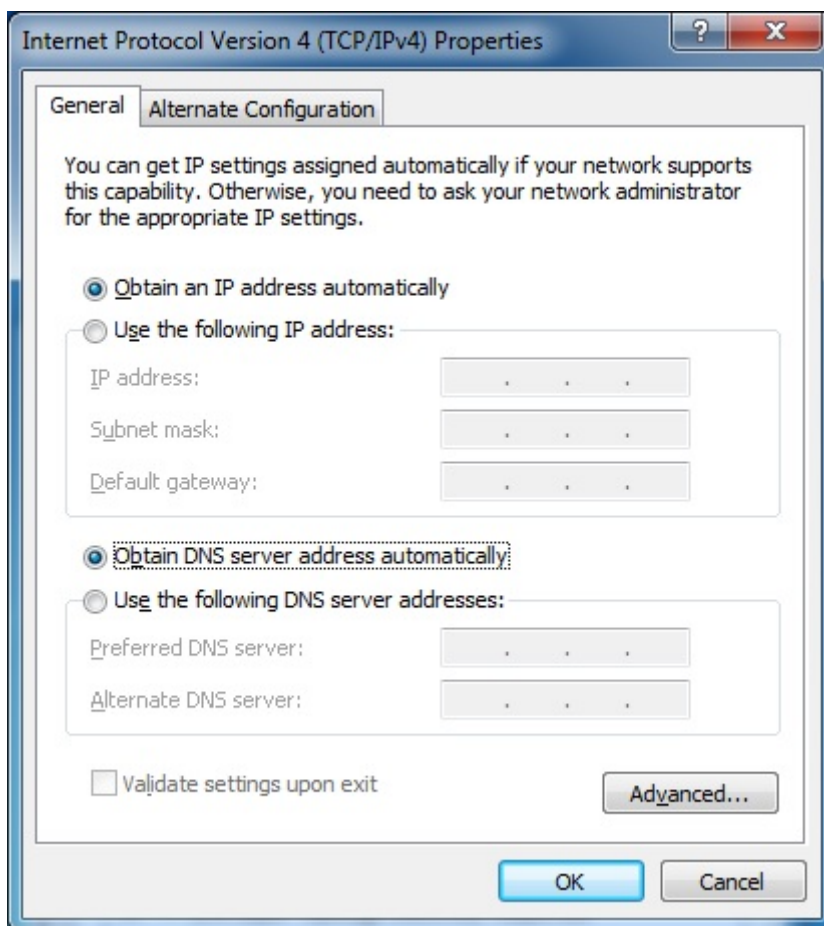 Internet Protocol Version 4 (TCP/IPv4) Properties
General
Alternate Configuration
You can get IP settings assigned automatically if your network supports
this capability. Otherwise, you need to ask your network administrator
for the appropriate IP settings.
Obtain an IP address automatically
Use the following IP address:
IP address:
Subnet mask:
Default gateway:
Obtain DNS server address automatically
Use the following DNS server addresses:
Preferred DNS server:
Alternate DNS server:
Validate settings upon exit
Advanced...
OK
Cancel